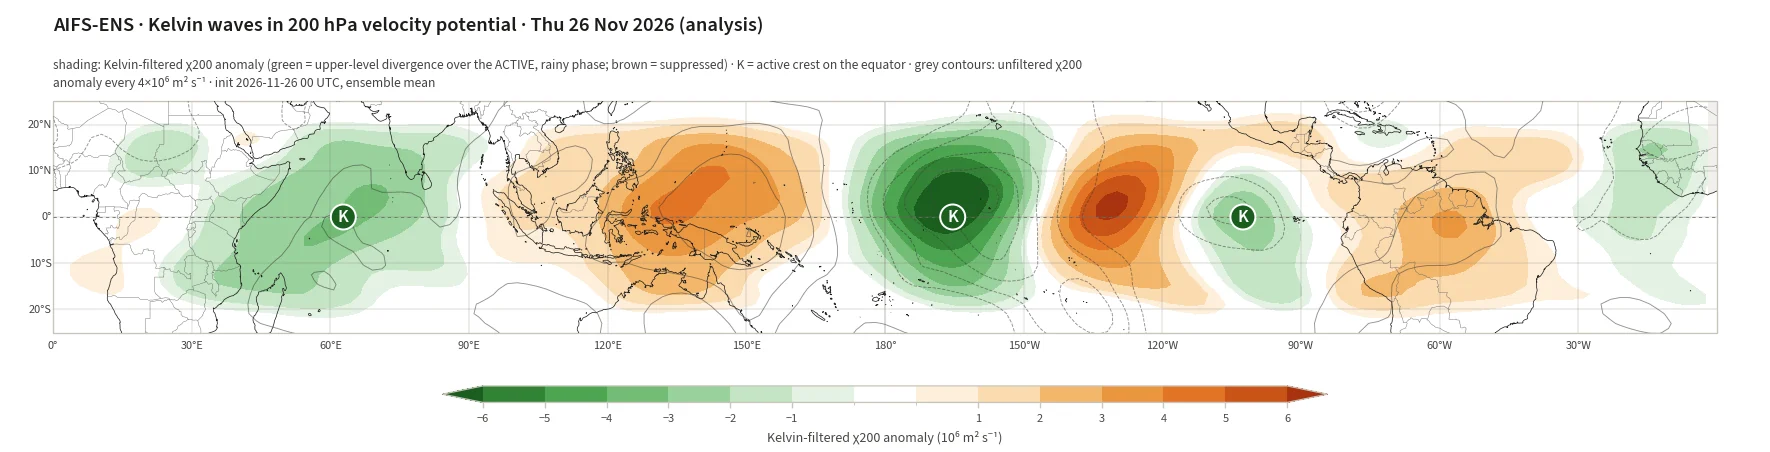 AIFS-ENS · Kelvin waves in 200 hPa velocity potential · Thu 26 Nov 2026 (analysis)
shading: Kelvin-filtered χ200 anomaly (green = upper-level divergence over the ACTIVE, rainy phase; brown = suppressed) · K = active crest on the equator · grey contours: unfiltered χ200
anomaly every 4×10⁶ m² s⁻¹ · init 2026-11-26 00 UTC, ensemble mean
20°N
10°N
0°
10°S
20°S
K K K
0° 30°E 60°E 90°E 120°E 150°E 180° 150°W 120°W 90°W 60°W 30°W
−6 −5 −4 −3 −2 −1 1 2 3 4 5 6
Kelvin-filtered χ200 anomaly (10⁶ m² s⁻¹)